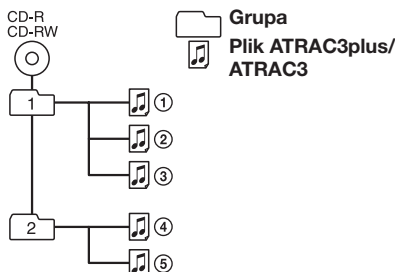 CD-R
CD-RW
Grupa
Plik ATRAC3plus/
ATRAC3
1
①
②
③
2
④
⑤